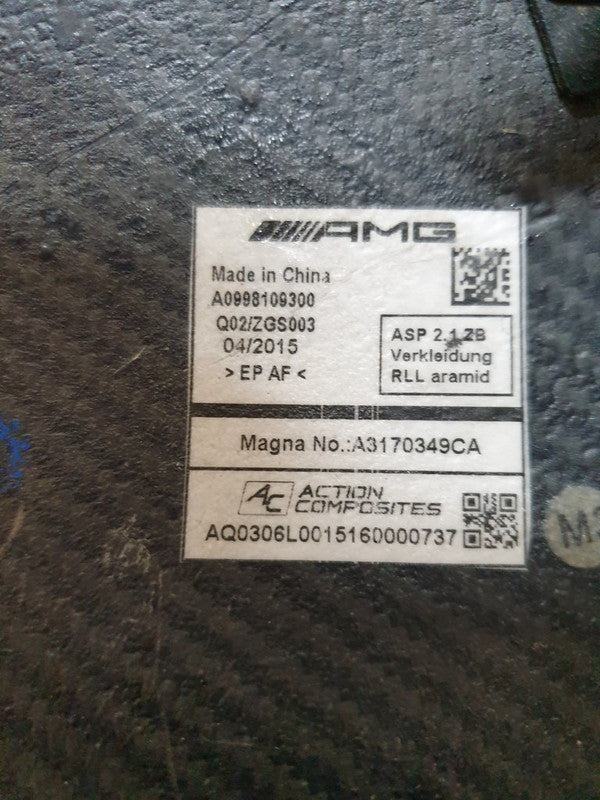 AMG
Made in China
A0998109300
Q02/ZGS003
04/2015
> EP AF <
ASP 2.1 ZB
Verkleidung
RLL aramid
Magna No.:A3170349CA
AC ACTION
COMPOSITES
AQ0306L0015160000737